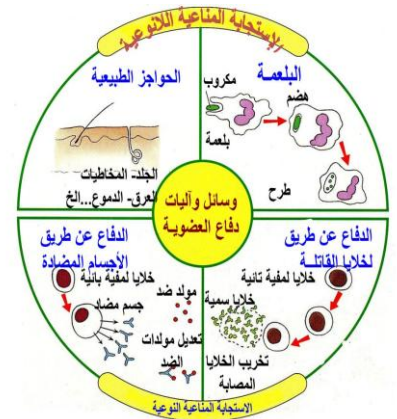 الإستجابة المناعية اللانوعية
الحواجز الطبيعية
الجلد- المخاطيات
العرق- الدموع...الخ
البلعمة
مكروب
هضم
بلعمة
طرح
وسائل وآليات
دفاع العضوية
الدفاع عن طريق
الأجسام المضادة
خلايا لمفية بائية
جسم مضاد
مولد ضد
تعديل مولدات
الضد
الدفاع عن طريق
لخلايا القاتلة
خلايا لمفية تائية
خلايا سمية
تخريب الخلايا
المصابة
الاستجابة المناعية النوعية